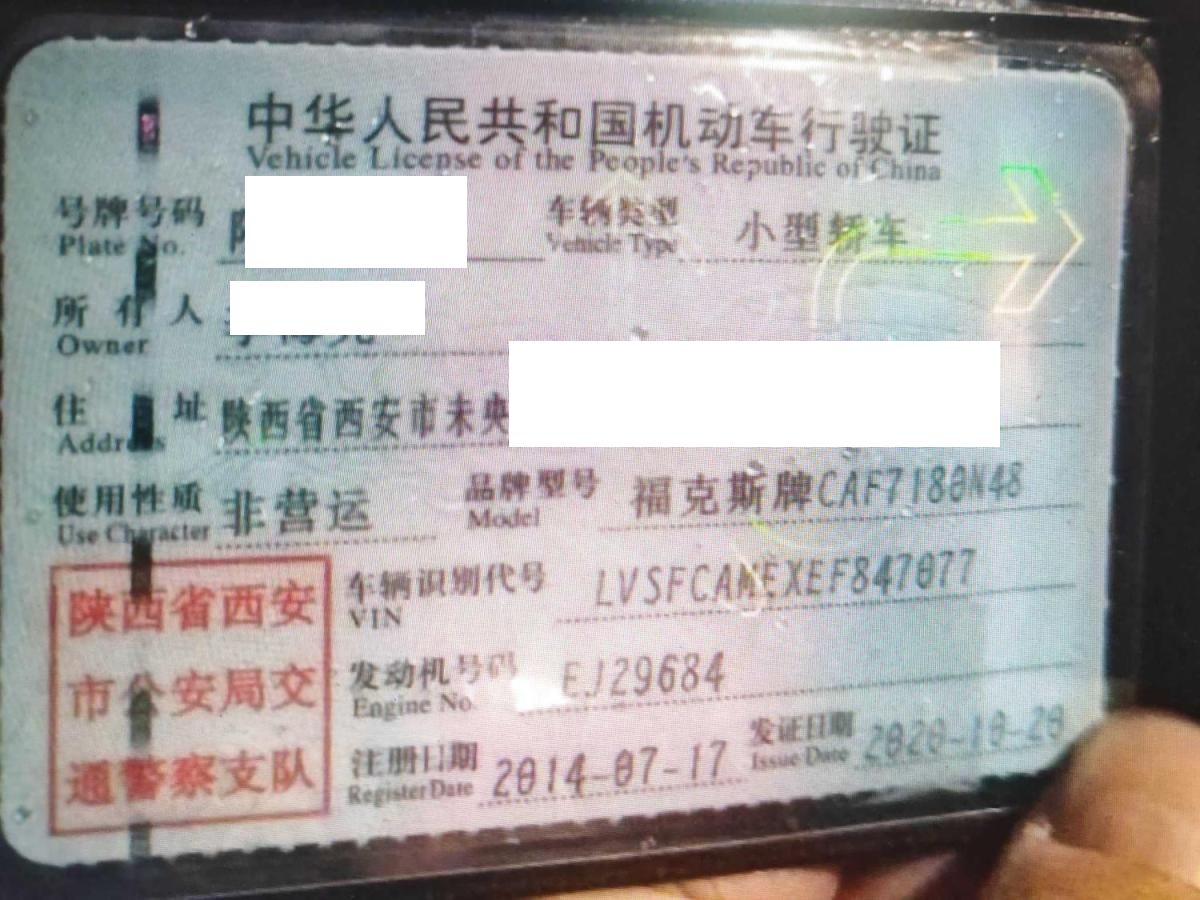 中华人民共和国机动车行驶证
Vehicle License of the People's Republic of China
号牌号码 车辆类型 小型轿车
Plate No. Vehicle Type
所有人
Owner
住址 陕西省西安市未央
Address
使用性质 非营运 品牌型号 福克斯牌CAF7180N48
Use Character Model
车辆识别代号 LVSFCAMEXEF847077
VIN
发动机号码 EJ29684
Engine No.
注册日期 2014-07-17 发证日期 2020-10-20
Register Date Issue Date
陕西省西安
市公安局交
通警察支队